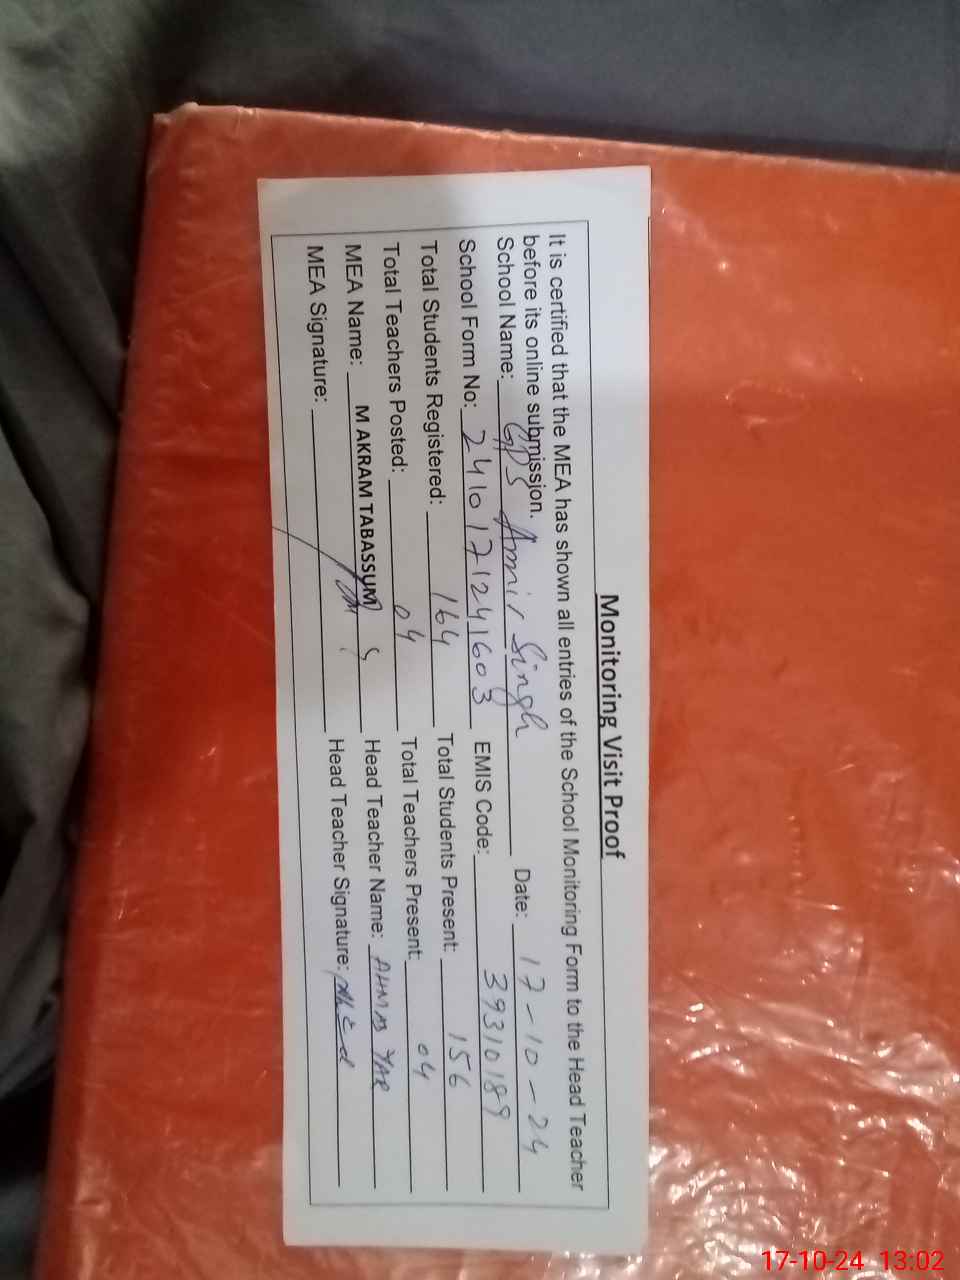 Monitoring Visit Proof
It is certified that the MEA has shown all entries of the School Monitoring Form to the Head Teacher
before its online submission.
School Name: GPS Amir Singh Date: 17-10-24
School Form No: 2410171241603 EMIS Code: 39310189
Total Students Registered: 164 Total Students Present: 156
Total Teachers Posted: 04 Total Teachers Present: 04
MEA Name: M AKRAM TABASSUM Head Teacher Name: AHMAD YAR
MEA Signature: Head Teacher Signature:
17-10-24 13:02